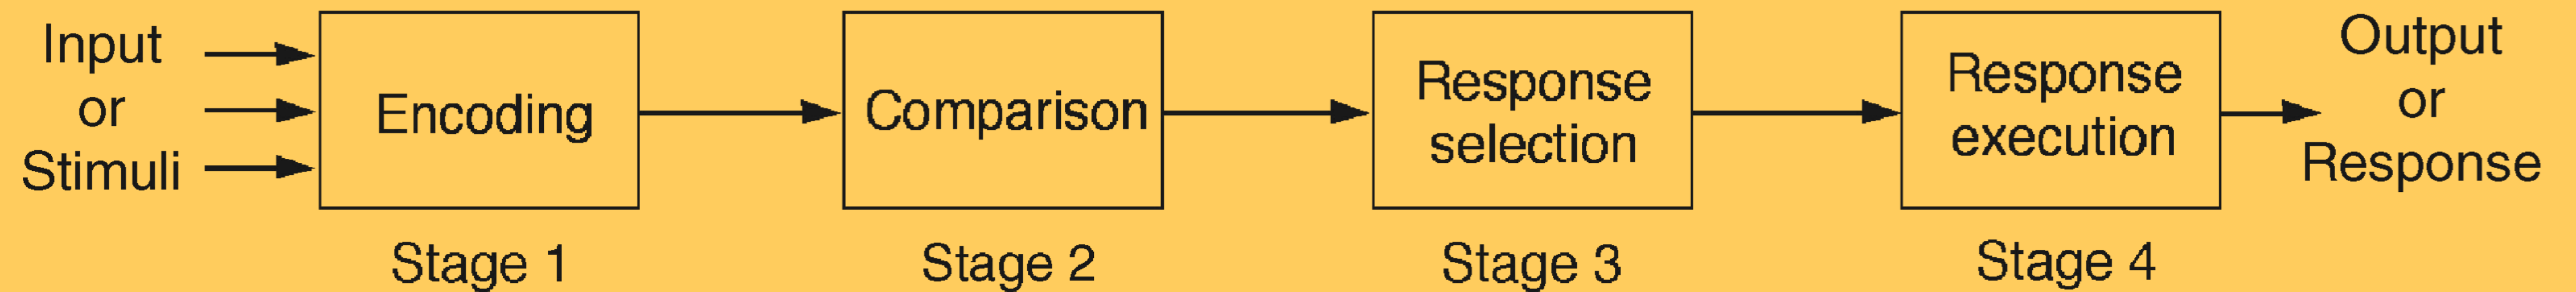 Input
or
Stimuli
Encoding
Stage 1
Comparison
Stage 2
Response
selection
Stage 3
Response
execution
Stage 4
Output
or
Response